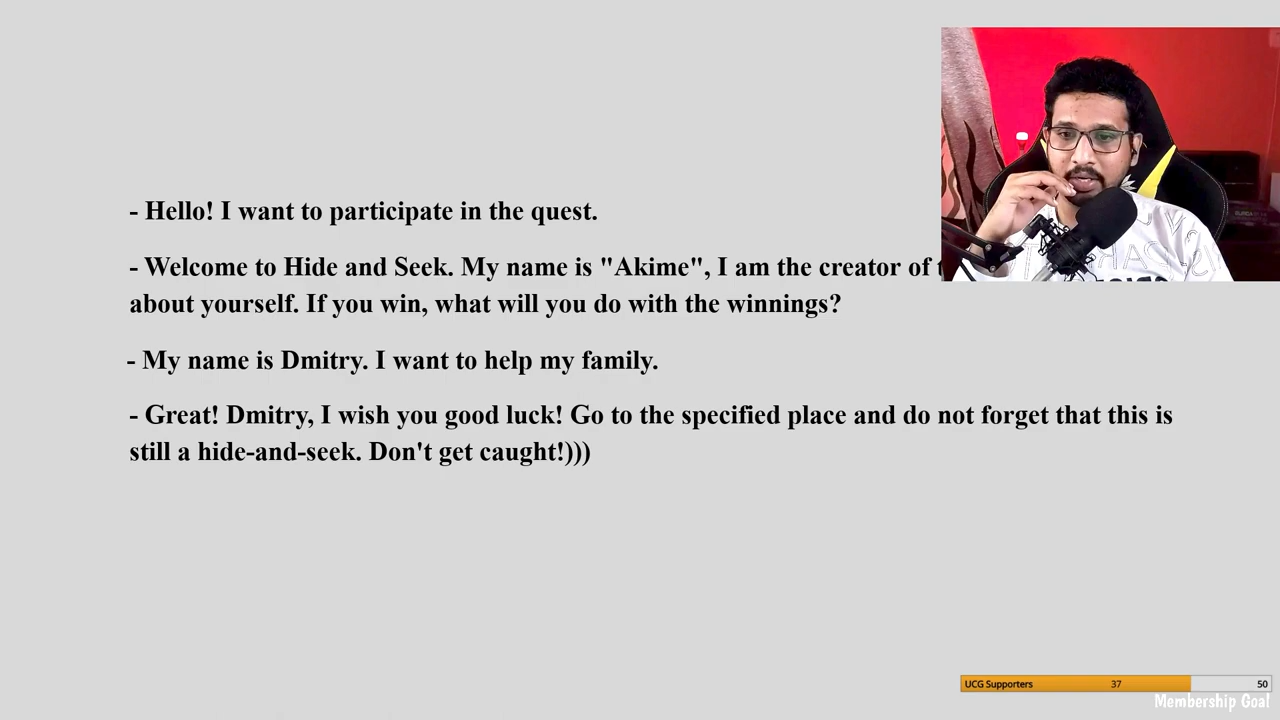 - Hello! I want to participate in the quest.
- Welcome to Hide and Seek. My name is "Akime", I am the creator of
about yourself. If you win, what will you do with the winnings?
- My name is Dmitry. I want to help my family.
- Great! Dmitry, I wish you good luck! Go to the specified place and do not forget that this is
still a hide-and-seek. Don't get caught!)))
UCG Supporters 37 50
Membership Goal